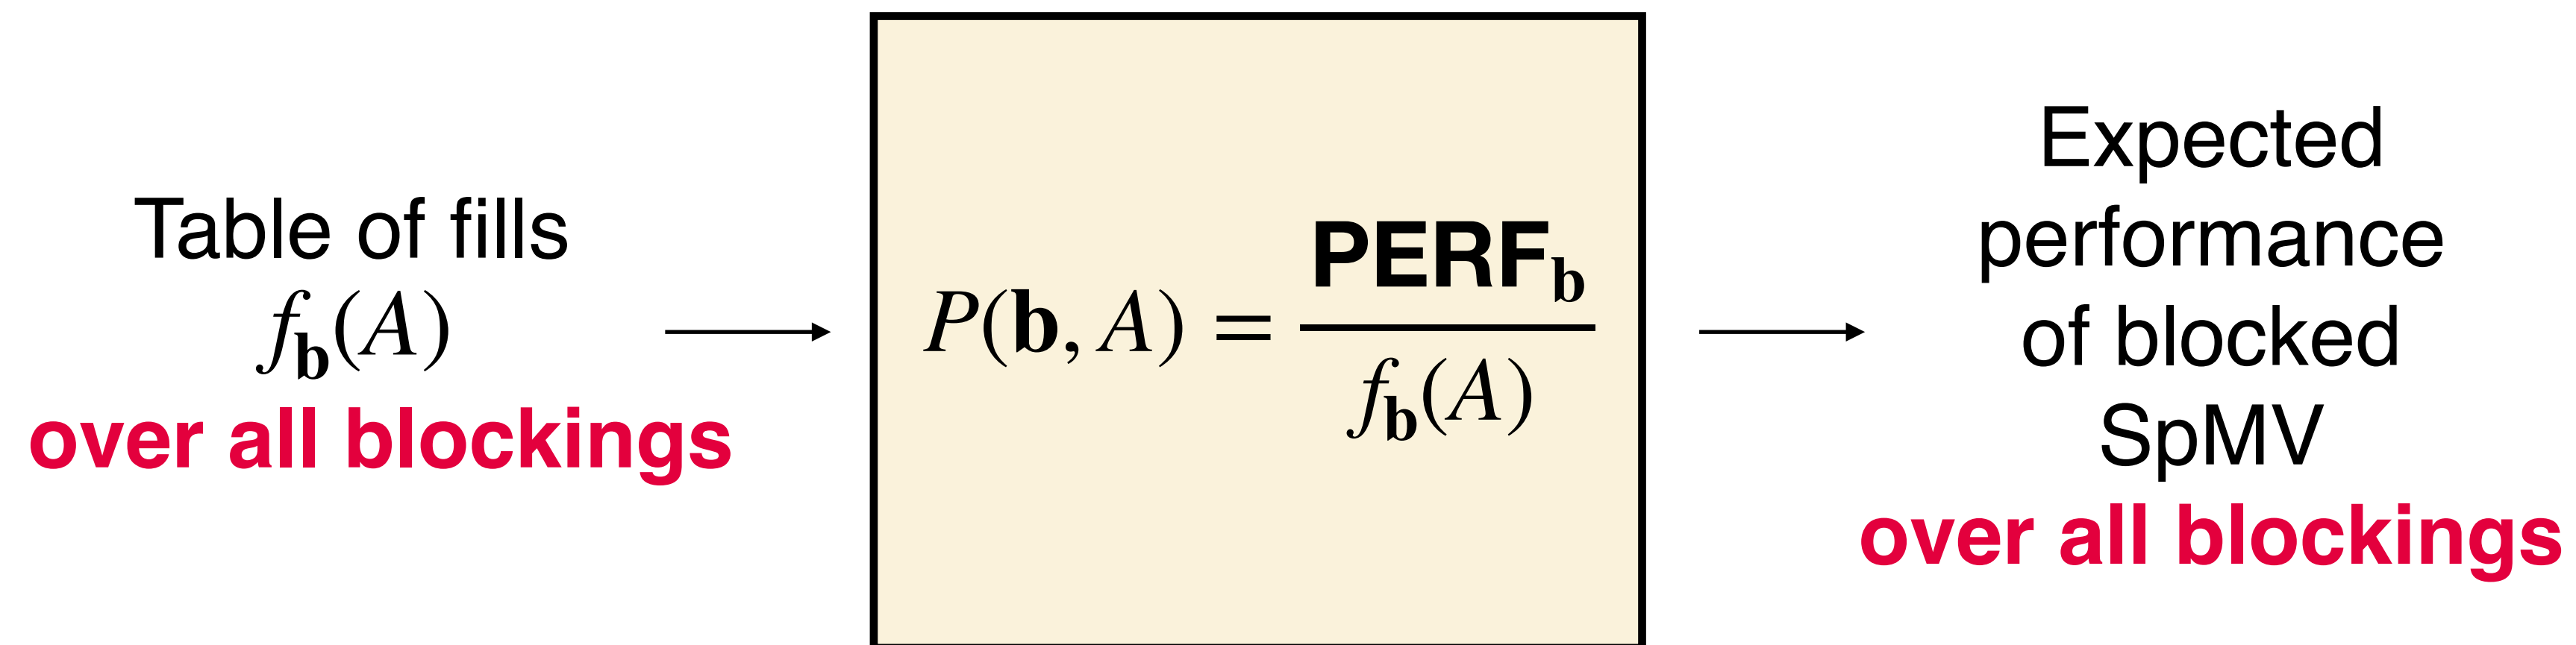 Table of fills
f_b(A)
over all blockings
P(b, A) = PERF_b / f_b(A)
Expected
performance
of blocked
SpMV
over all blockings